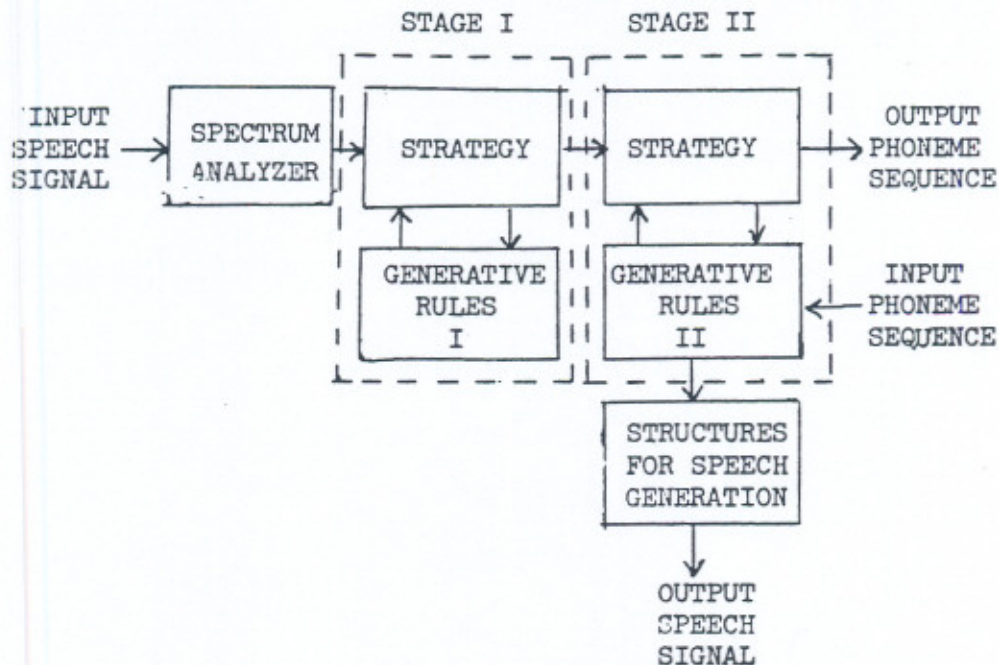 STAGE I
STAGE II
INPUT
SPEECH
SIGNAL
SPECTRUM
ANALYZER
STRATEGY
STRATEGY
OUTPUT
PHONEME
SEQUENCE
GENERATIVE
RULES
I
GENERATIVE
RULES
II
INPUT
PHONEME
SEQUENCE
STRUCTURES
FOR SPEECH
GENERATION
OUTPUT
SPEECH
SIGNAL